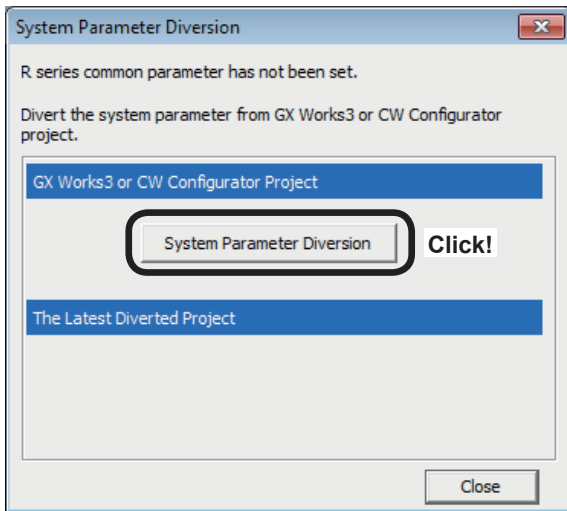 System Parameter Diversion
R series common parameter has not been set.
Divert the system parameter from GX Works3 or CW Configurator
project.
GX Works3 or CW Configurator Project
System Parameter Diversion
Click!
The Latest Diverted Project
Close